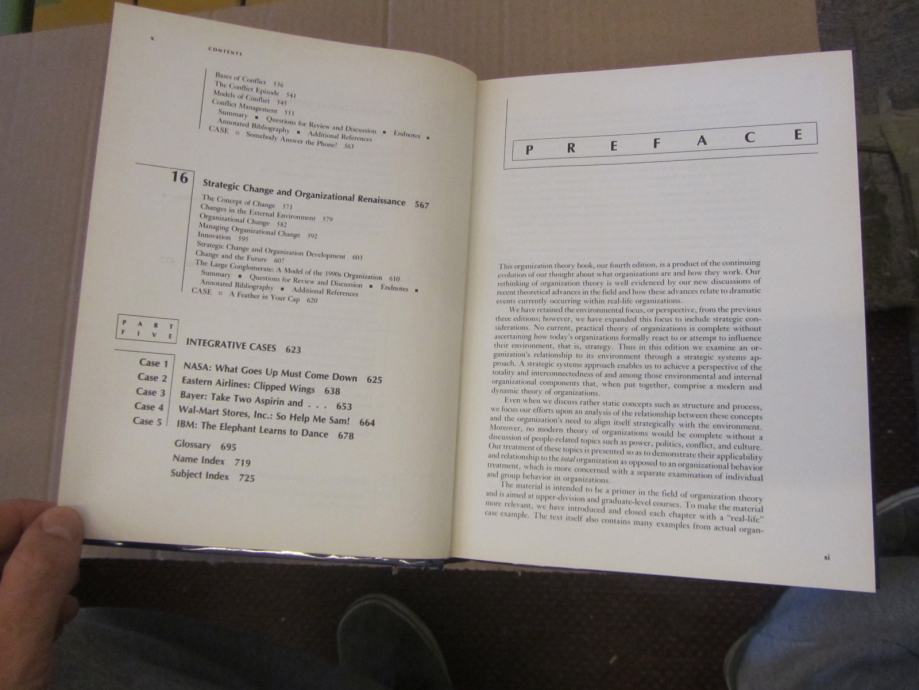 x
CONTENTS
Bases of Conflict 536
The Conflict Episode 541
Models of Conflict 545
Conflict Management 553
Summary ▪ Questions for Review and Discussion ▪ Endnotes ▪
Annotated Bibliography ▪ Additional References
CASE ▫ Somebody Answer the Phone! 563
16 Strategic Change and Organizational Renaissance 567
The Concept of Change 571
Changes in the External Environment 579
Organizational Change 582
Managing Organizational Change 592
Innovation 595
Strategic Change and Organization Development 603
Change and the Future 607
The Large Conglomerate: A Model of the 1990s Organization 610
Summary ▪ Questions for Review and Discussion ▪ Endnotes ▪
Annotated Bibliography ▪ Additional References
CASE ▫ A Feather in Your Cap 620
PART
FIVE
INTEGRATIVE CASES 623
Case 1 NASA: What Goes Up Must Come Down 625
Case 2 Eastern Airlines: Clipped Wings 638
Case 3 Bayer: Take Two Aspirin and . . . 653
Case 4 Wal-Mart Stores, Inc.: So Help Me Sam! 664
Case 5 IBM: The Elephant Learns to Dance 678
Glossary 695
Name Index 719
Subject Index 725
PREFACE
This organization theory book, our fourth edition, is a product of the continuing
evolution of our thought about what organizations are and how they work. Our
rethinking of organization theory is well evidenced by our new discussions of
recent theoretical advances in the field and how these advances relate to dramatic
events currently occurring within real-life organizations.
We have retained the environmental focus, or perspective, from the previous
three editions; however, we have expanded this focus to include strategic con-
siderations. No current, practical theory of organizations is complete without
ascertaining how today's organizations formally react to or attempt to influence
their environment, that is, strategy. Thus in this edition we examine an or-
ganization's relationship to its environment through a strategic systems ap-
proach. A strategic systems approach enables us to achieve a perspective of the
totality and interconnectedness of and among those environmental and internal
organizational components that, when put together, comprise a modern and
dynamic theory of organizations.
Even when we discuss rather static concepts such as structure and process,
we focus our efforts upon an analysis of the relationship between these concepts
and the organization's need to align itself strategically with the environment.
Moreover, no modern theory of organizations would be complete without a
discussion of people-related topics such as power, politics, conflict, and culture.
Our treatment of these topics is presented so as to demonstrate their applicability
and relationship to the total organization as opposed to an organizational behavior
treatment, which is more concerned with a separate examination of individual
and group behavior in organizations.
The material is intended to be a primer in the field of organization theory
and is aimed at upper-division and graduate-level courses. To make the material
more relevant, we have introduced and closed each chapter with a "real-life"
case example. The text itself also contains many examples from actual organ-
xi